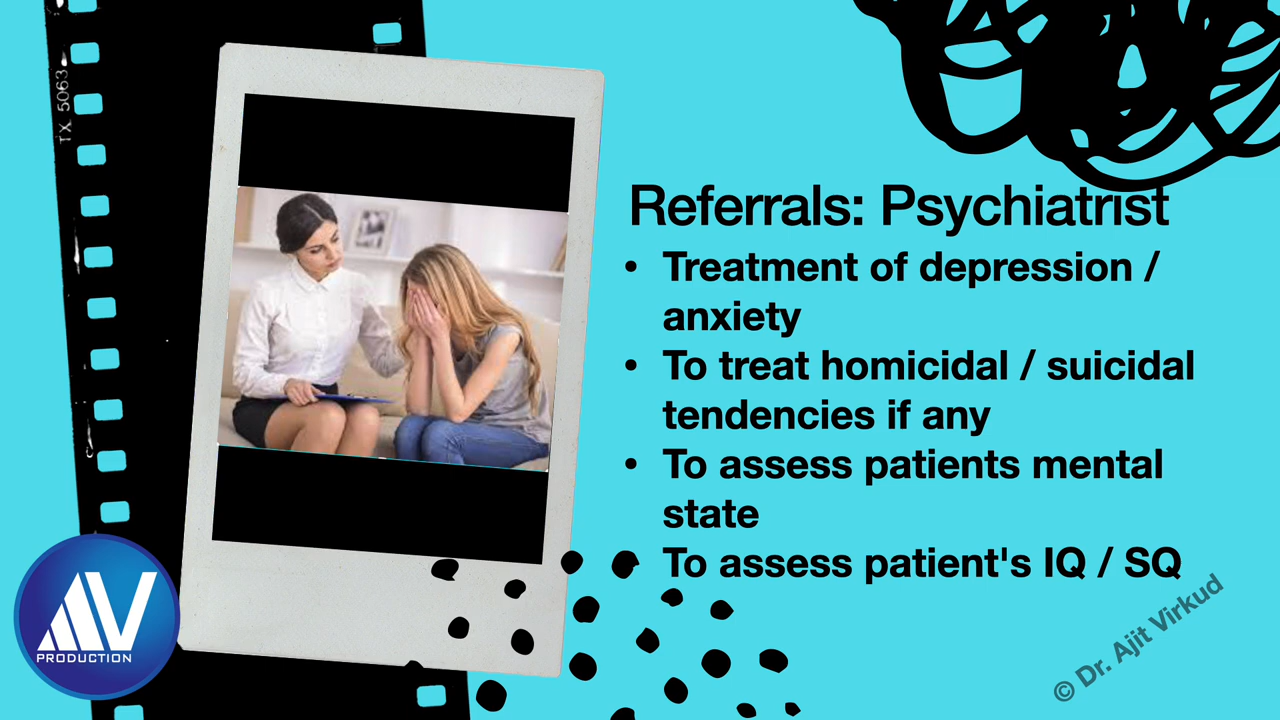 TX 5063
Referrals: Psychiatrist
• Treatment of depression /
anxiety
• To treat homicidal / suicidal
tendencies if any
• To assess patients mental
state
• To assess patient's IQ / SQ
© Dr. Ajit Virkud
AV
PRODUCTION